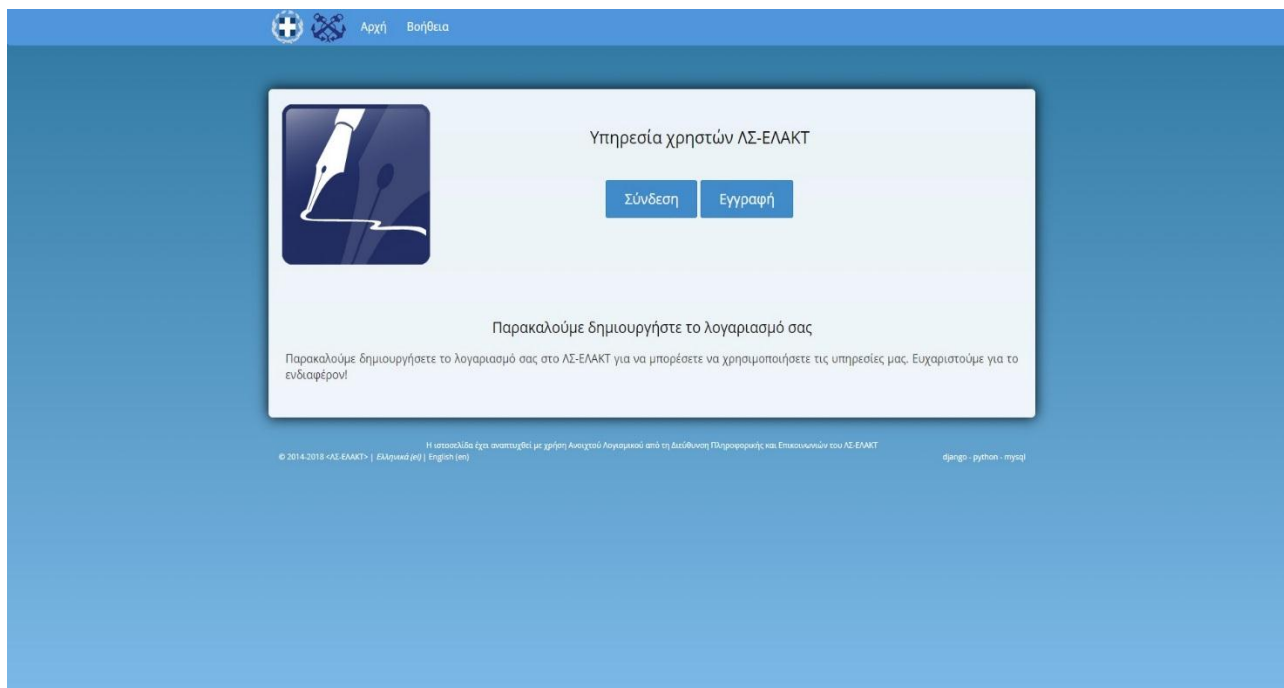 Αρχή Βοήθεια
Υπηρεσία χρηστών ΛΣ-ΕΛΑΚΤ
Σύνδεση Εγγραφή
Παρακαλούμε δημιουργήστε το λογαριασμό σας
Παρακαλούμε δημιουργήσετε το λογαριασμό σας στο ΛΣ-ΕΛΑΚΤ για να μπορέσετε να χρησιμοποιήσετε τις υπηρεσίες μας. Ευχαριστούμε για το
ενδιαφέρον!
Η ιστοσελίδα έχει αναπτυχθεί με χρήση Ανοιχτού Λογισμικού από τη Διεύθυνση Πληροφορικής και Επικοινωνιών του ΛΣ-ΕΛΑΚΤ
© 2014-2018 <ΛΣ-ΕΛΑΚΤ> | Ελληνικά (el) | English (en) django - python - mysql